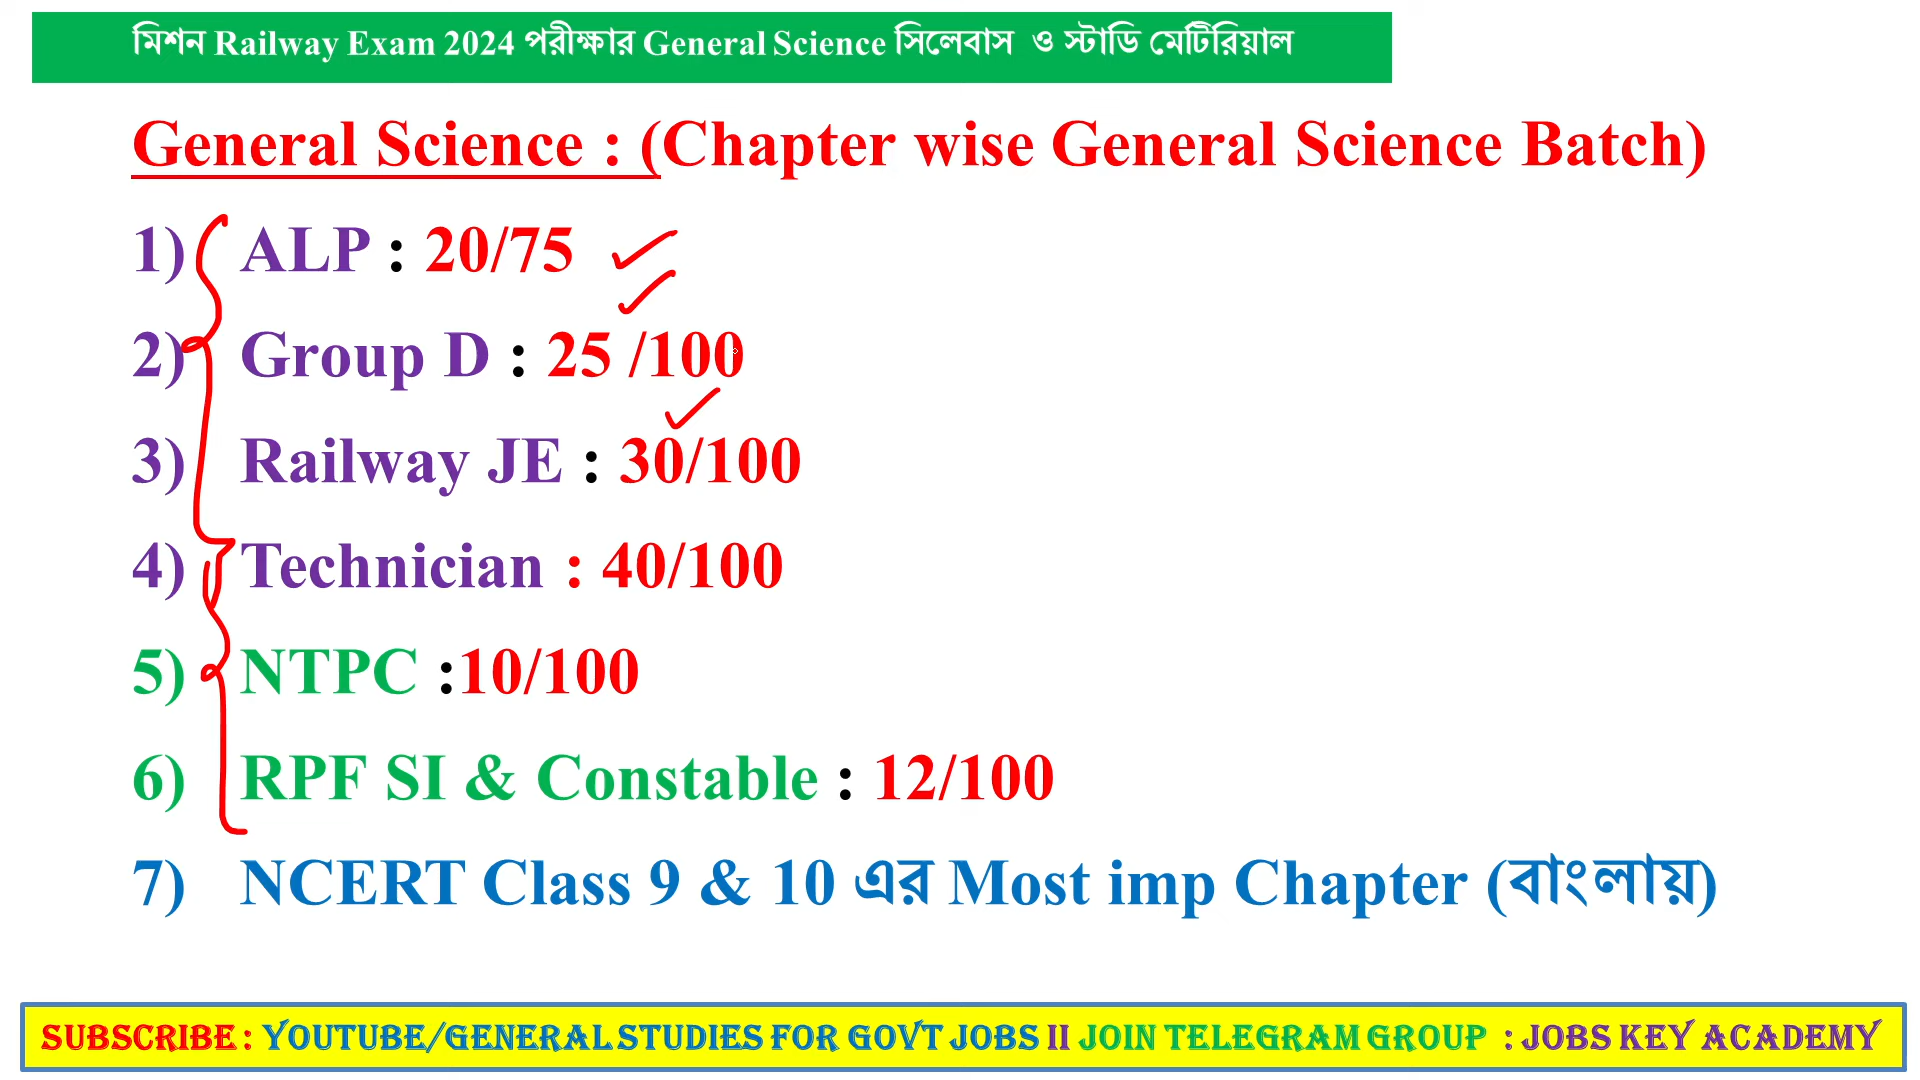 মিশন Railway Exam 2024 পরীক্ষার General Science সিলেবাস ও স্টাডি মেটিরিয়াল
General Science : (Chapter wise General Science Batch)
1) ALP : 20/75
2) Group D : 25 /100
3) Railway JE : 30/100
4) Technician : 40/100
5) NTPC :10/100
6) RPF SI & Constable : 12/100
7) NCERT Class 9 & 10 এর Most imp Chapter (বাংলায়)
SUBSCRIBE : YOUTUBE/GENERAL STUDIES FOR GOVT JOBS II JOIN TELEGRAM GROUP : JOBS KEY ACADEMY